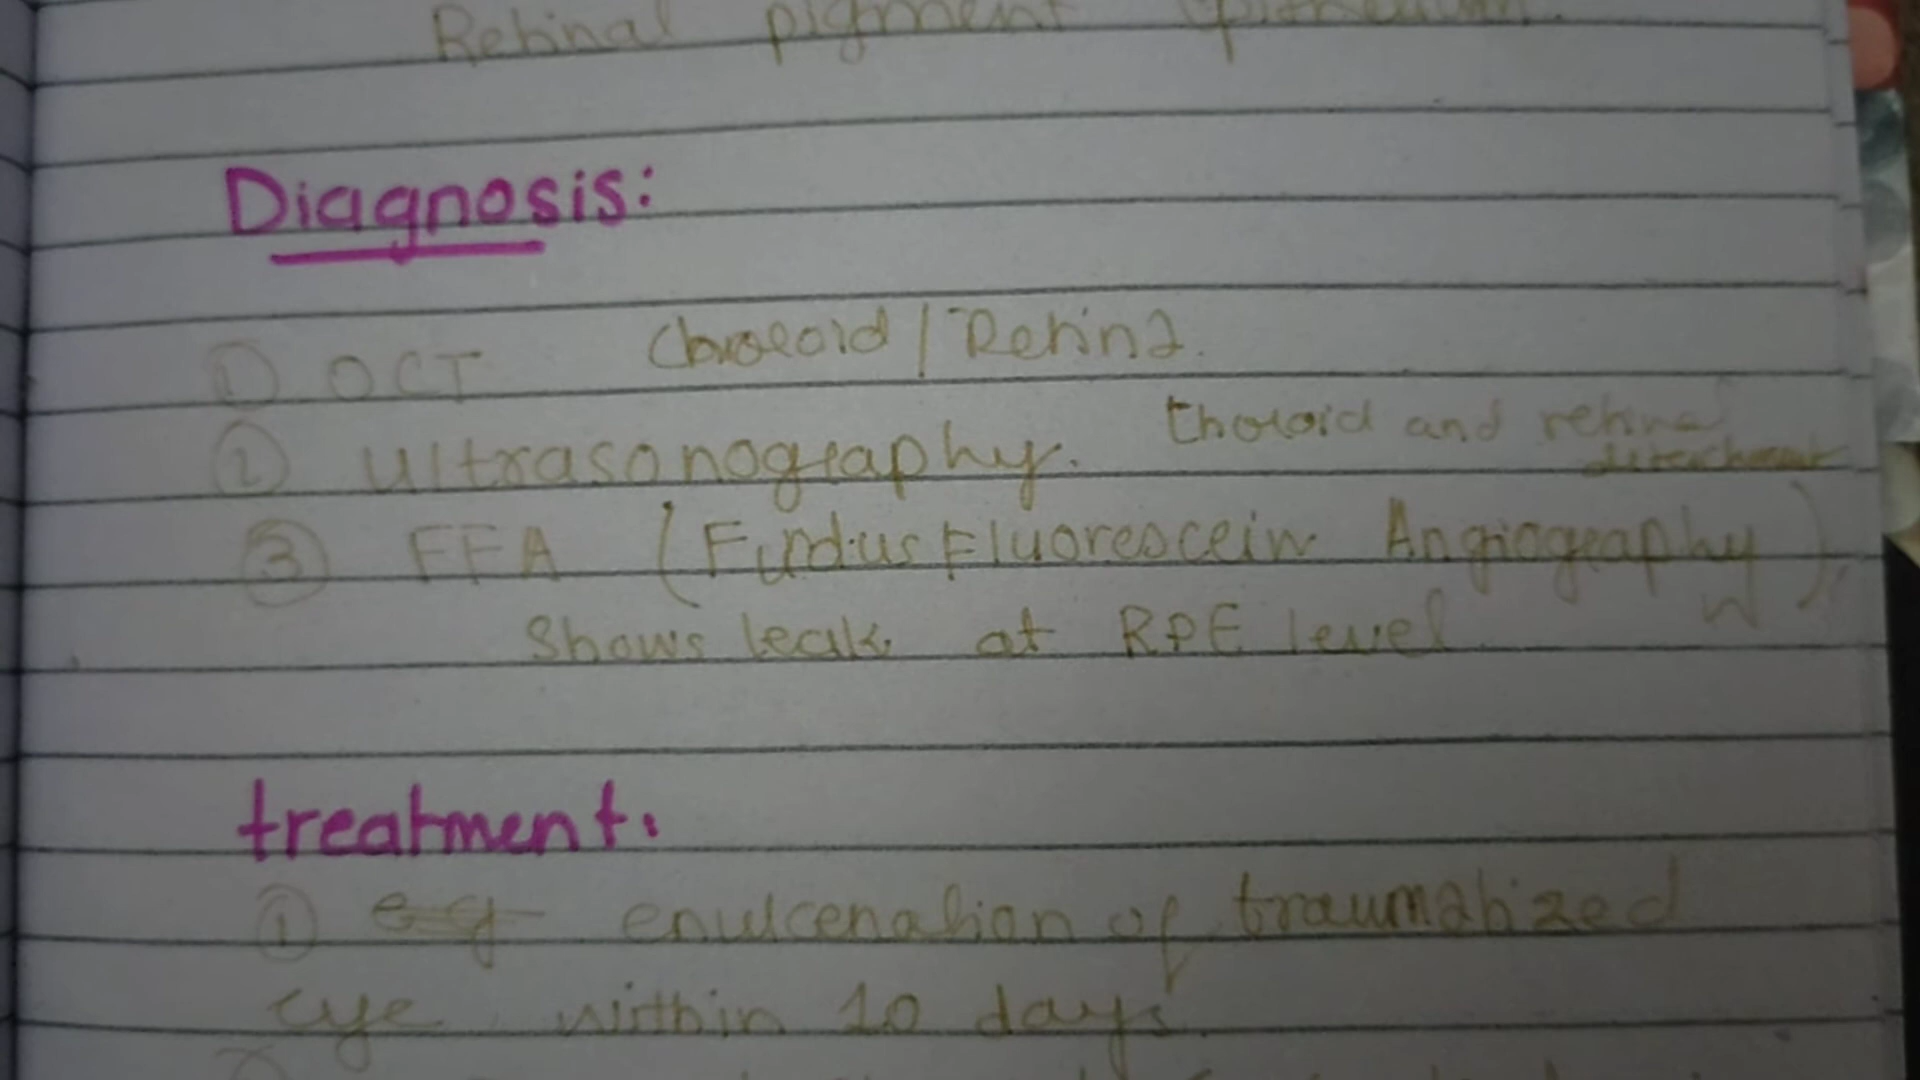 Retinal pigment epithelium.
Diagnosis:
① OCT Choroid / Retina.
② Ultrasonography. Choroid and retina detachment
③ FFA (Fundus Fluorescein Angiography)
Shows leak at RPE level
treatment:
① enulcenation of traumatized
eye within 10 days.